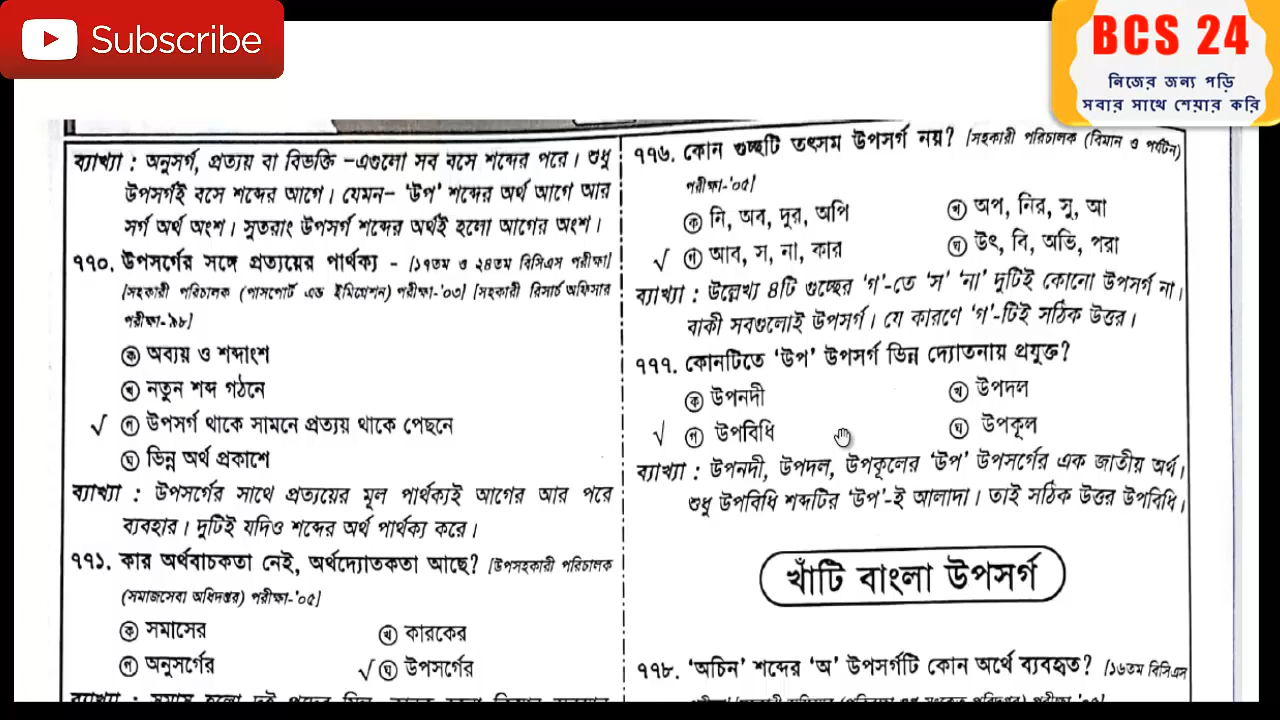 Subscribe
BCS 24
নিজের জন্য পড়ি
সবার সাথে শেয়ার করি
ব্যাখ্যা : অনুসর্গ, প্রত্যয় বা বিভক্তি –এগুলো সব বসে শব্দের পরে। শুধু
উপসর্গই বসে শব্দের আগে। যেমন– ‘উপ’ শব্দের অর্থ আগে আর
সর্গ অর্থ অংশ। সুতরাং উপসর্গ শব্দের অর্থই হলো আগের অংশ।
৭৭০. উপসর্গের সঙ্গে প্রত্যয়ের পার্থক্য - [১৭তম ও ২৪তম বিসিএস পরীক্ষা]
[সহকারী পরিচালক (পাসপোর্ট এন্ড ইমিগ্রেশন) পরীক্ষা-'০৩] [সহকারী রিসার্চ অফিসার
পরীক্ষা-৯৮]
ক অব্যয় ও শব্দাংশ
খ নতুন শব্দ গঠনে
√ গ উপসর্গ থাকে সামনে প্রত্যয় থাকে পেছনে
ঘ ভিন্ন অর্থ প্রকাশে
ব্যাখ্যা : উপসর্গের সাথে প্রত্যয়ের মূল পার্থক্যই আগের আর পরে
ব্যবহার। দুটিই যদিও শব্দের অর্থ পার্থক্য করে।
৭৭১. কার অর্থবাচকতা নেই, অর্থদ্যোতকতা আছে? [উপসহকারী পরিচালক
(সমাজসেবা অধিদপ্তর) পরীক্ষা-'০৫]
ক সমাসের খ কারকের
গ অনুসর্গের √ ঘ উপসর্গের
৭৭৬. কোন গুচ্ছটি তৎসম উপসর্গ নয়? [সহকারী পরিচালক (বিমান ও পর্যটন)
পরীক্ষা-'০৫]
ক নি, অব, দুর, অপি খ অপ, নির, সু, আ
√ গ আব, স, না, কার ঘ উৎ, বি, অভি, পরা
ব্যাখ্যা : উল্লেখ্য ৪টি গুচ্ছের ‘গ’-তে ‘স’ ‘না’ দুটিই কোনো উপসর্গ না।
বাকী সবগুলোই উপসর্গ। যে কারণে ‘গ’-টিই সঠিক উত্তর।
৭৭৭. কোনটিতে ‘উপ’ উপসর্গ ভিন্ন দ্যোতনায় প্রযুক্ত?
ক উপনদী খ উপদল
√ গ উপবিধি ঘ উপকূল
ব্যাখ্যা : উপনদী, উপদল, উপকূলের ‘উপ’ উপসর্গের এক জাতীয় অর্থ।
শুধু উপবিধি শব্দটির ‘উপ’-ই আলাদা। তাই সঠিক উত্তর উপবিধি।
খাঁটি বাংলা উপসর্গ
৭৭৮. ‘অচিন’ শব্দের ‘অ’ উপসর্গটি কোন অর্থে ব্যবহৃত? [১৬তম বিসিএস